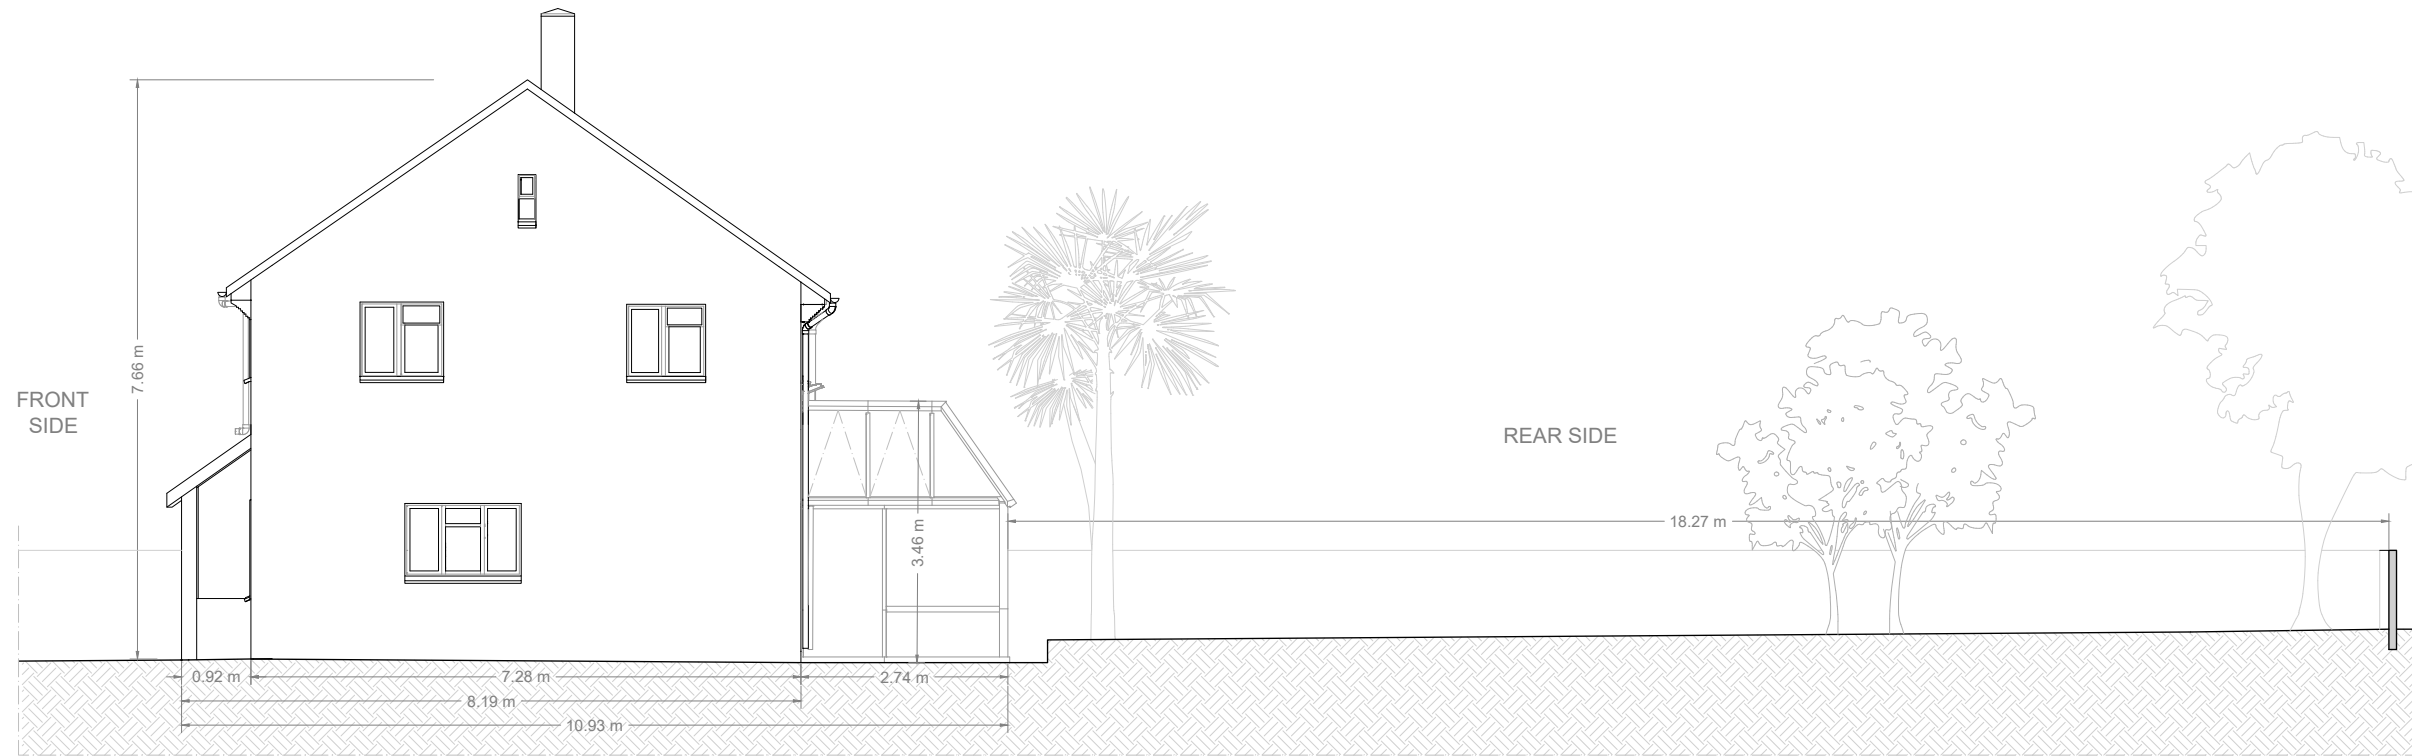 7.66 m
FRONT
SIDE
REAR SIDE
3.46 m
18.27 m
0.92 m
7.28 m
2.74 m
8.19 m
10.93 m